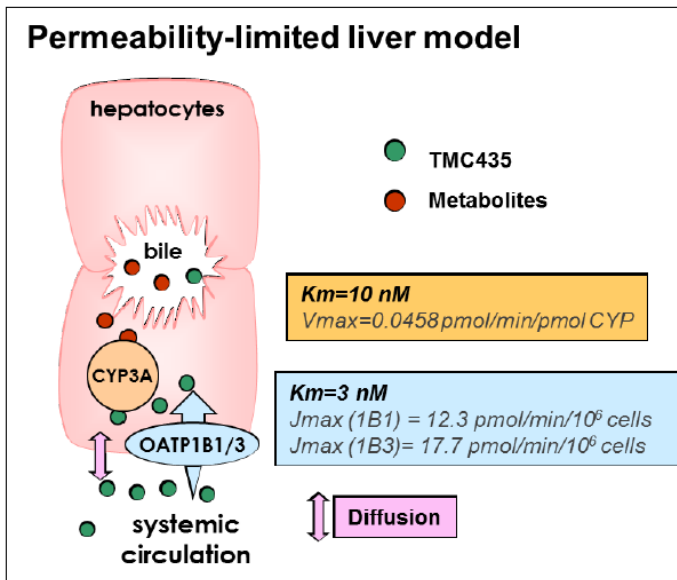 Permeability-limited liver model
hepatocytes
TMC435
Metabolites
bile
Km=10 nM
Vmax=0.0458 pmol/min/pmol CYP
CYP3A
Km=3 nM
Jmax (1B1) = 12.3 pmol/min/10⁶ cells
Jmax (1B3)= 17.7 pmol/min/10⁶ cells
OATP1B1/3
Diffusion
systemic
circulation